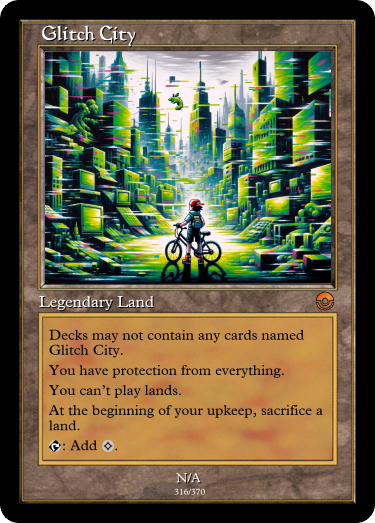 Glitch City
Legendary Land
Decks may not contain any cards named
Glitch City.
You have protection from everything.
You can't play lands.
At the beginning of your upkeep, sacrifice a
land.
: Add .
N/A
316/370